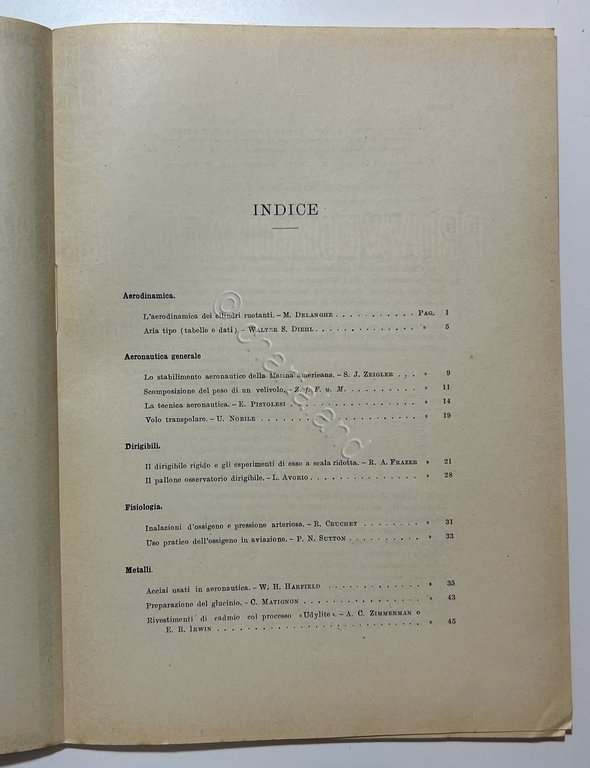 INDICE
Aerodinamica.
L'aerodinamica dei cilindri ruotanti. - M. DELANGHE . . . . . . . . . . . PAG. 1
Aria tipo (tabelle e dati). - WALTER S. DIEHL . . . . . . . . . . . . . . » 5
Aeronautica generale
Lo stabilimento aeronautico della Marina americana. - S. J. ZEIGLER . . . » 9
Scomposizione del peso di un velivolo. - Z. f. F. u. M. . . . . . . . . . . » 11
La tecnica aeronautica. - E. PISTOLESI . . . . . . . . . . . . . . . . . » 14
Volo transpolare. - U. NOBILE . . . . . . . . . . . . . . . . . . . . . » 19
Dirigibili.
Il dirigibile rigido e gli esperimenti di esso a scala ridotta. - R. A. FRAZER » 21
Il pallone osservatorio dirigibile. - L. AVORIO . . . . . . . . . . . . . » 28
Fisiologia.
Inalazioni d'ossigeno e pressione arteriosa. - R. CRUCHET . . . . . . . . » 31
Uso pratico dell'ossigeno in aviazione. - P. N. SUTTON . . . . . . . . . . » 33
Metalli.
Acciai usati in aeronautica. - W. H. HARFIELD . . . . . . . . . . . . . » 35
Preparazione del glucinio. - C. MATIGNON . . . . . . . . . . . . . . . . » 43
Rivestimenti di cadmio col processo «Udylite». - A. C. ZIMMERMAN e
E. R. IRWIN . . . . . . . . . . . . . . . . . . . . . . . . . . . . . » 45